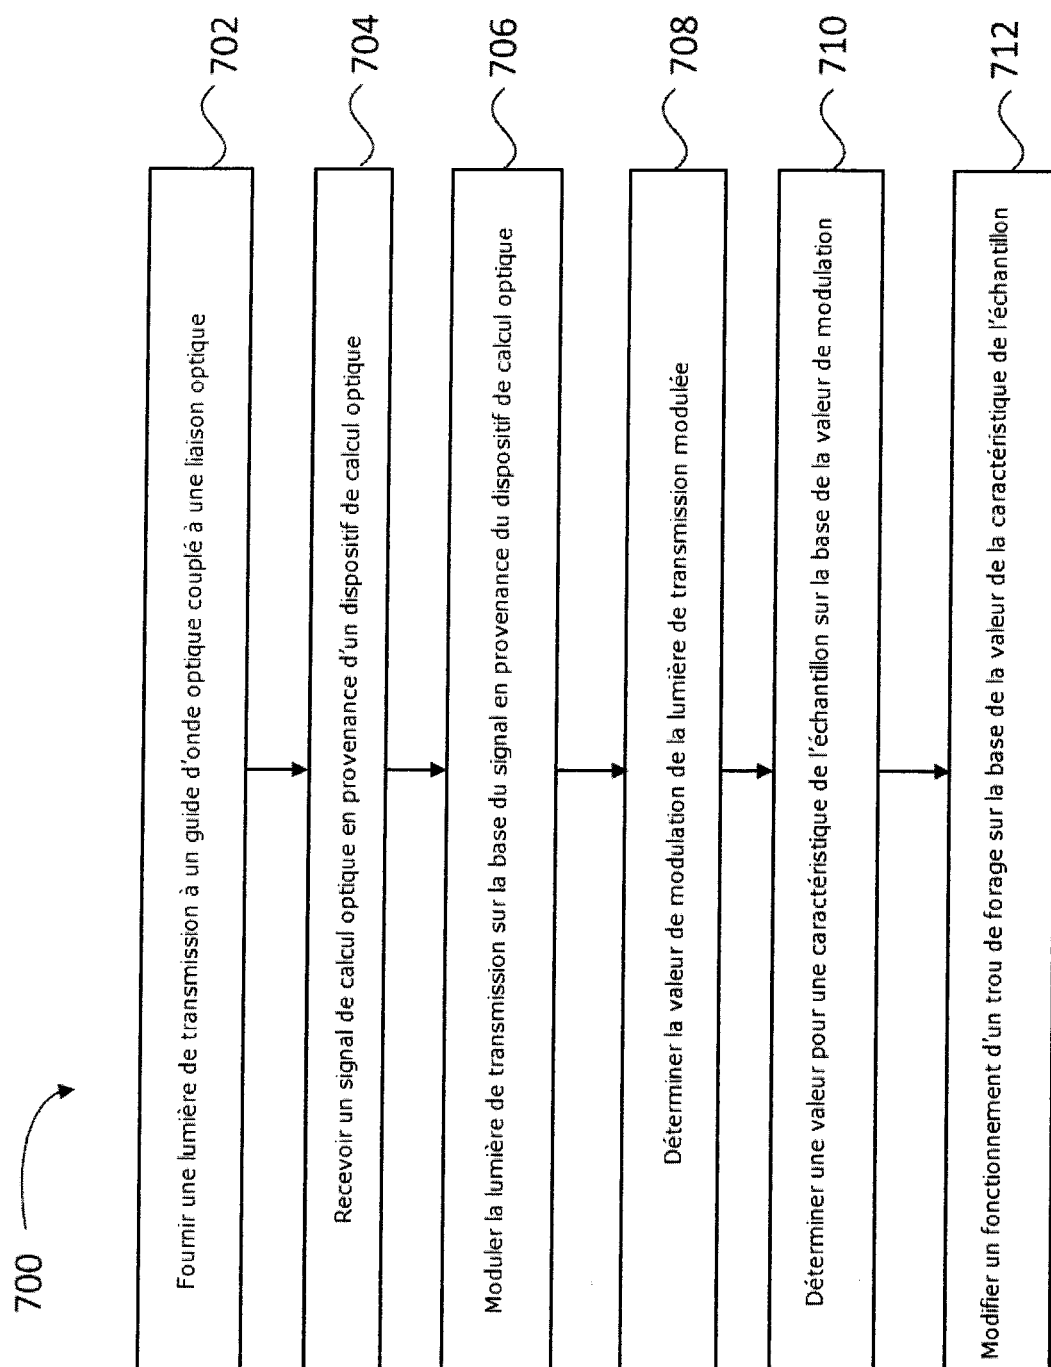 700
Fournir une lumière de transmission à un guide d'onde optique couplé à une liaison optique
702
Recevoir un signal de calcul optique en provenance d'un dispositif de calcul optique
704
Moduler la lumière de transmission sur la base du signal en provenance du dispositif de calcul optique
706
Déterminer la valeur de modulation de la lumière de transmission modulée
708
Déterminer une valeur pour une caractéristique de l'échantillon sur la base de la valeur de modulation
710
Modifier un fonctionnement d'un trou de forage sur la base de la valeur de la caractéristique de l'échantillon
712